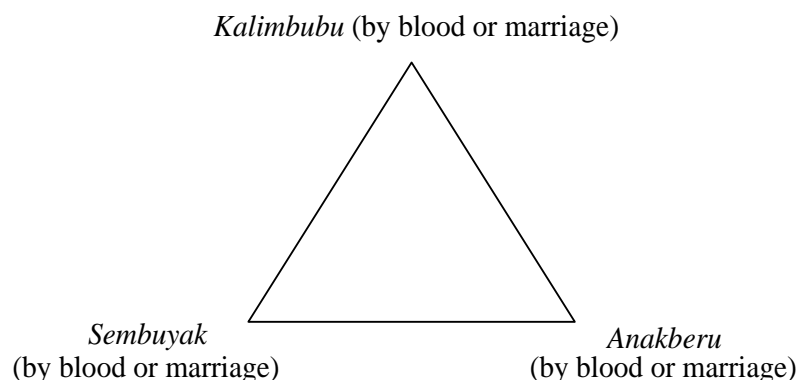 Kalimbubu (by blood or marriage)
Sembuyak
(by blood or marriage)
Anakberu
(by blood or marriage)